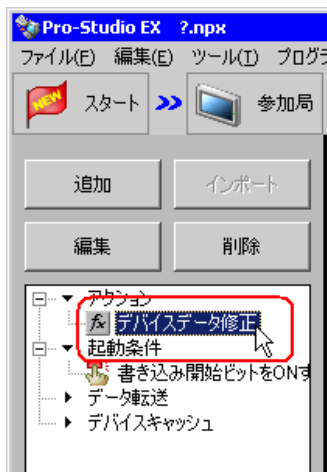 Pro-Studio EX ?.npx
ファイル(F) 編集(E) ツール(T) プログラ
NEW スタート 参加局
追加 インポート
編集 削除
アクション
fx デバイスデータ修正
起動条件
書き込み開始ビットをONす
データ転送
デバイスキャッシュ